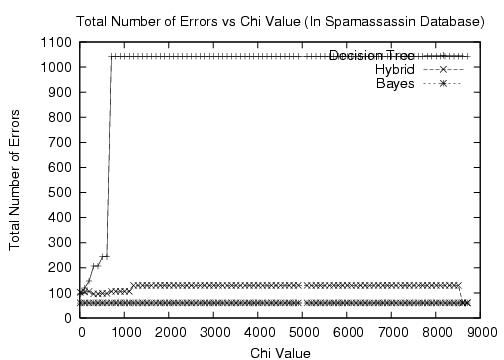 Total Number of Errors vs Chi Value (In Spamassassin Database)
1100
1000
900
800
700
600
500
400
300
200
100
0
Total Number of Errors
Decision Tree
Hybrid
Bayes
0 1000 2000 3000 4000 5000 6000 7000 8000 9000
Chi Value